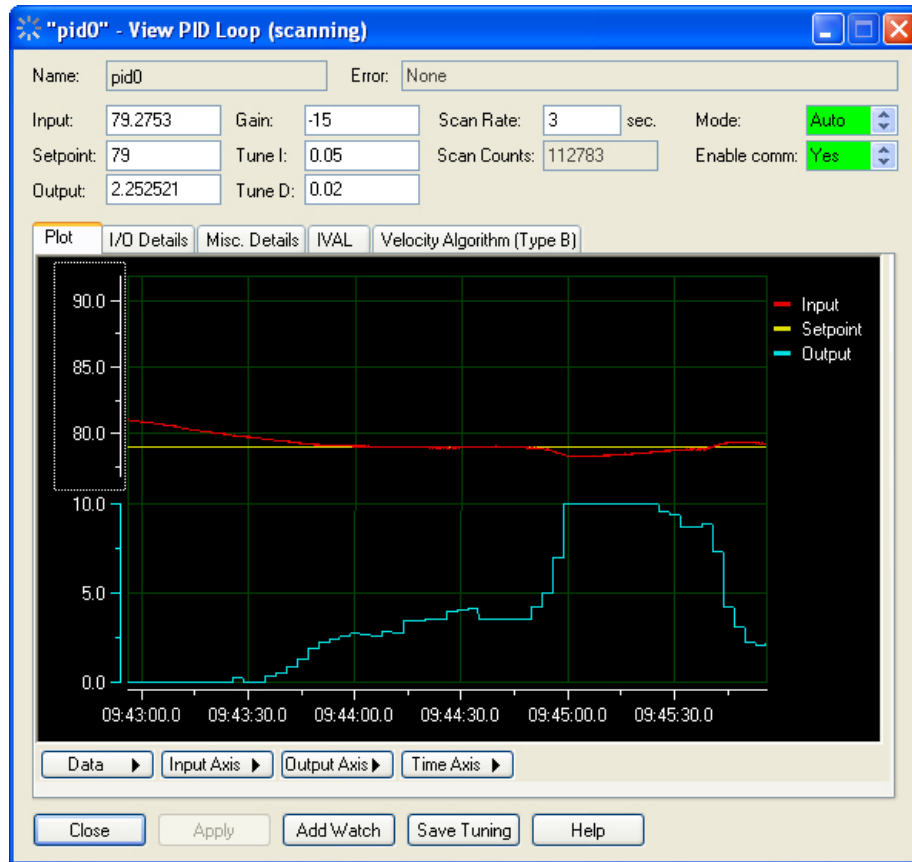 "pid0" - View PID Loop (scanning)
Name: pid0 Error: None
Input: 79.2753 Gain: -15 Scan Rate: 3 sec. Mode: Auto
Setpoint: 79 Tune I: 0.05 Scan Counts: 112783 Enable comm: Yes
Output: 2.252521 Tune D: 0.02
Plot I/O Details Misc. Details IVAL Velocity Algorithm (Type B)
90.0
85.0
80.0
Input
Setpoint
Output
10.0
5.0
0.0
09:43:00.0 09:43:30.0 09:44:00.0 09:44:30.0 09:45:00.0 09:45:30.0
Data Input Axis Output Axis Time Axis
Close Apply Add Watch Save Tuning Help